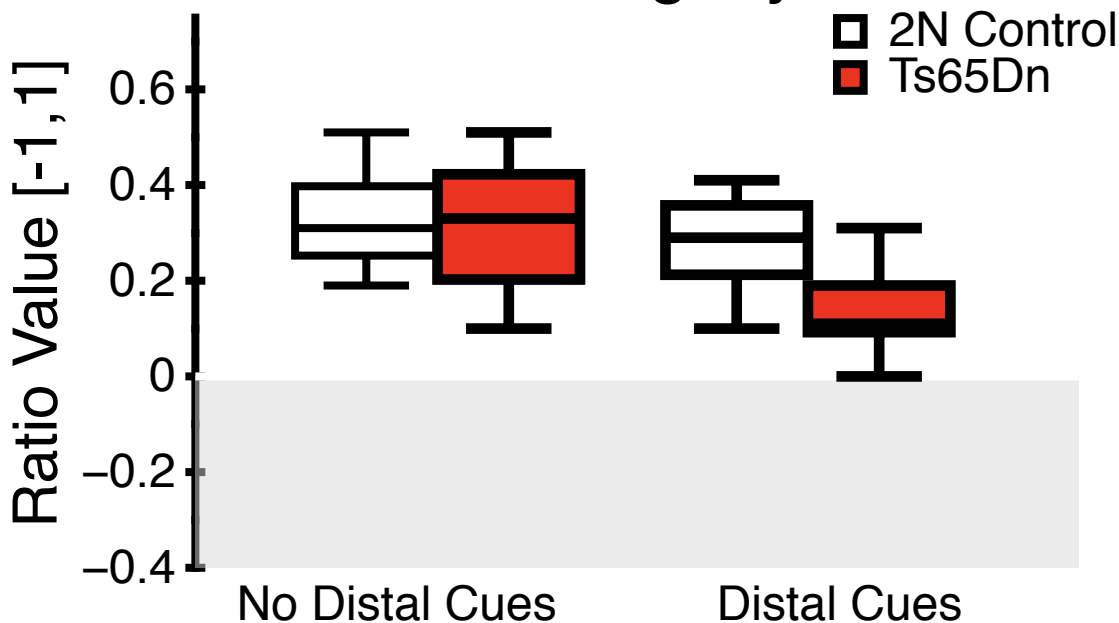 2N Control
Ts65Dn
Ratio Value [-1,1]
0.6
0.4
0.2
0
−0.2
−0.4
No Distal Cues
Distal Cues